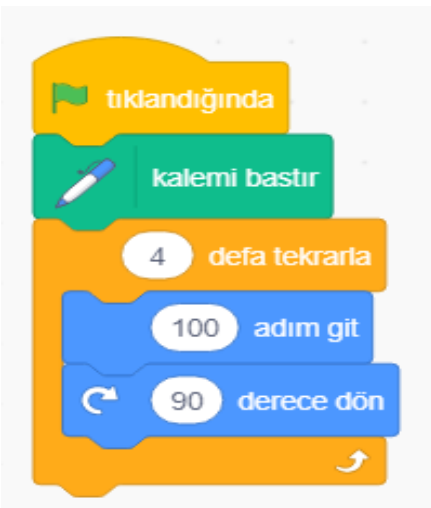 tıklandığında
kalemi bastır
4 defa tekrarla
100 adım git
90 derece dön